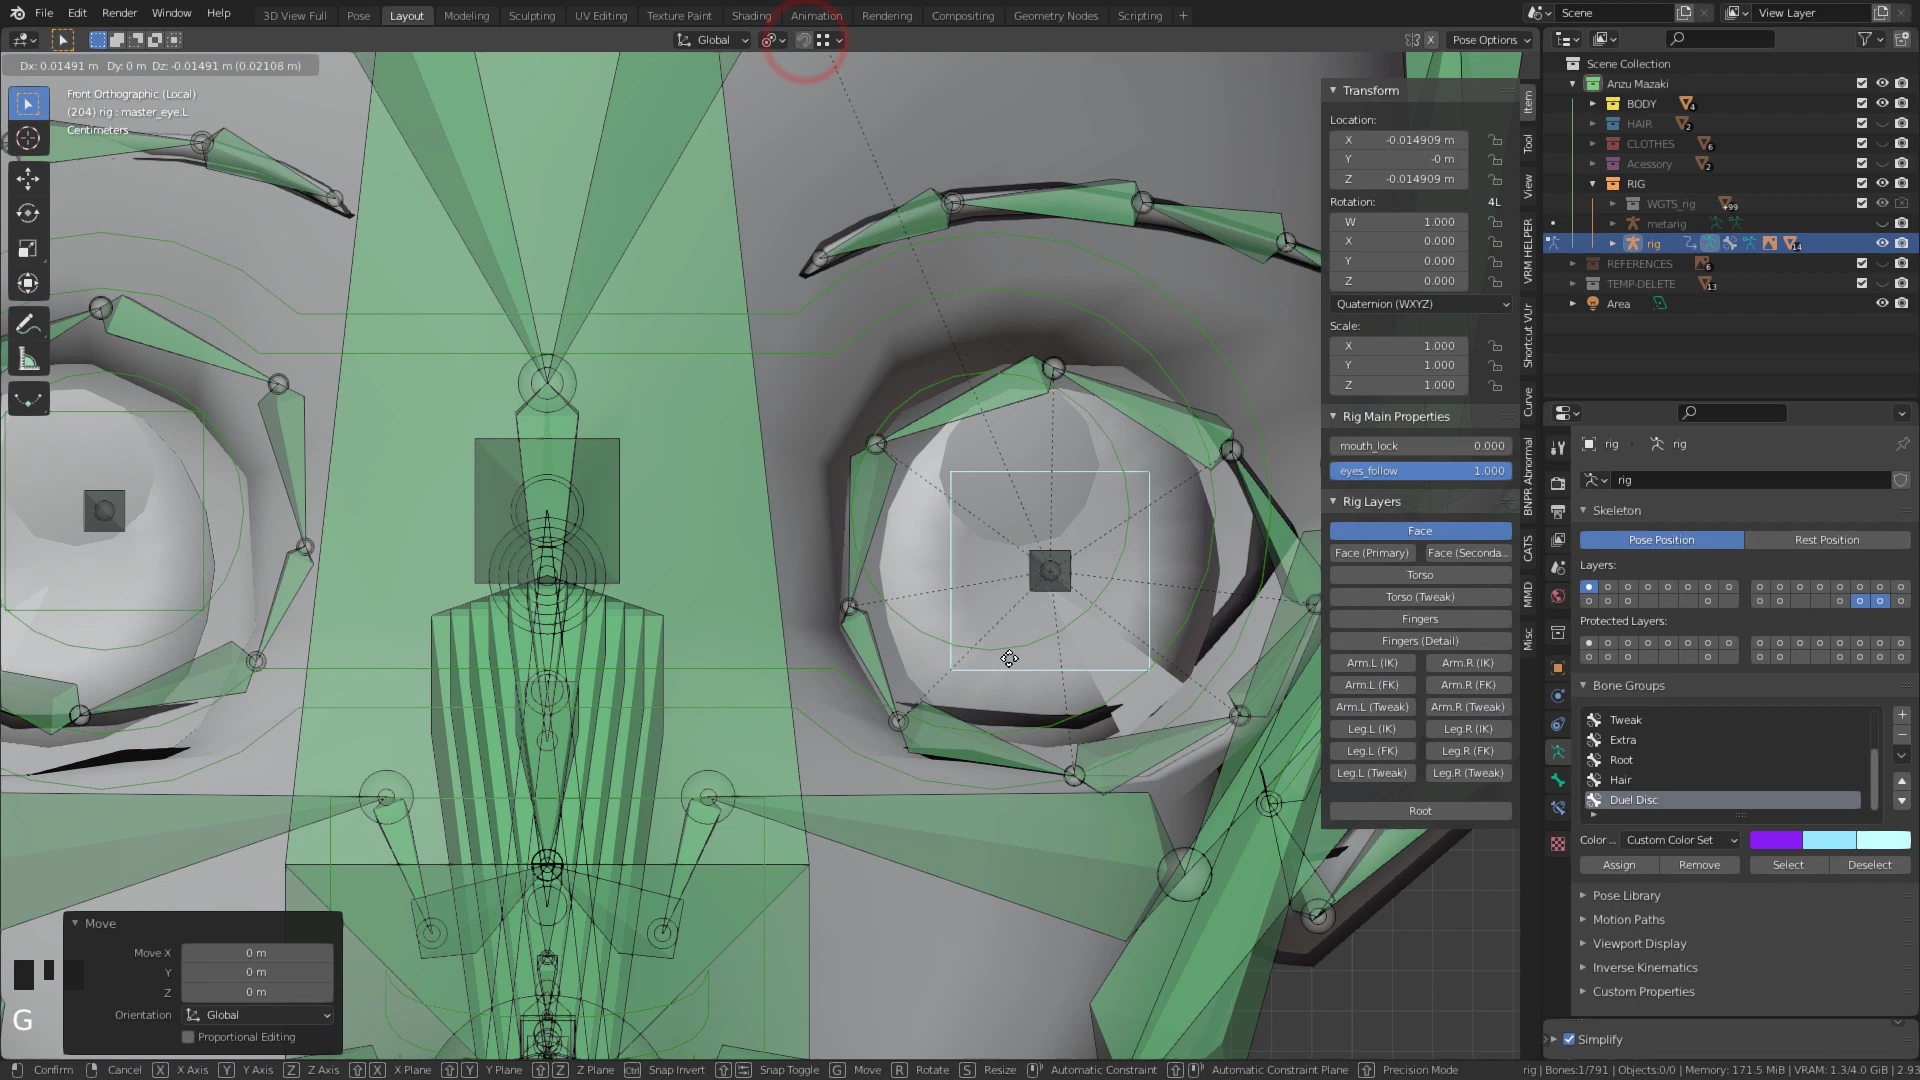 File Edit Render Window Help
3D View Full Pose Layout Modeling Sculpting UV Editing Texture Paint Shading Animation Rendering Compositing Geometry Nodes Scripting +
Scene View Layer
Global X Pose Options
Dx: 0.01491 m Dy: 0 m Dz: -0.01491 m (0.02108 m)
Front Orthographic (Local)
(204) rig : master_eye.L
Centimeters
Transform
Location:
X -0.014909 m
Y -0 m
Z -0.014909 m
Rotation: 4L
W 1.000
X 0.000
Y 0.000
Z 0.000
Quaternion (WXYZ)
Scale:
X 1.000
Y 1.000
Z 1.000
Rig Main Properties
mouth_lock 0.000
eyes_follow 1.000
Rig Layers
Face
Face (Primary) Face (Seconda...
Torso
Torso (Tweak)
Fingers
Fingers (Detail)
Arm.L (IK) Arm.R (IK)
Arm.L (FK) Arm.R (FK)
Arm.L (Tweak) Arm.R (Tweak)
Leg.L (IK) Leg.R (IK)
Leg.L (FK) Leg.R (FK)
Leg.L (Tweak) Leg.R (Tweak)
Root
Item
Tool
View
VRM HELPER
Shortcut VUr
Curve
BNPR Abnormal
CATS
MMD
Misc
Scene Collection
Anzu Mazaki
BODY 4
HAIR 2
CLOTHES 6
Acessory 2
RIG
WGTS_rig +99
metarig
rig 14
REFERENCES 6
TEMP-DELETE 13
Area
rig rig
rig
Skeleton
Pose Position Rest Position
Layers:
Protected Layers:
Bone Groups
Tweak
Extra
Root
Hair
Duel Disc
Color ... Custom Color Set
Assign Remove Select Deselect
Pose Library
Motion Paths
Viewport Display
Inverse Kinematics
Custom Properties
Simplify
Move
Move X 0 m
Y 0 m
Z 0 m
Orientation Global
Proportional Editing
G
Confirm Cancel X X Axis Y Y Axis Z Z Axis X X Plane Y Y Plane Z Z Plane Ctrl Snap Invert Snap Toggle G Move R Rotate S Resize Automatic Constraint Automatic Constraint Plane Precision Mode rig | Bones:1/791 | Objects:0/0 | Memory: 171.5 MiB | VRAM: 1.3/4.0 GiB | 2.93